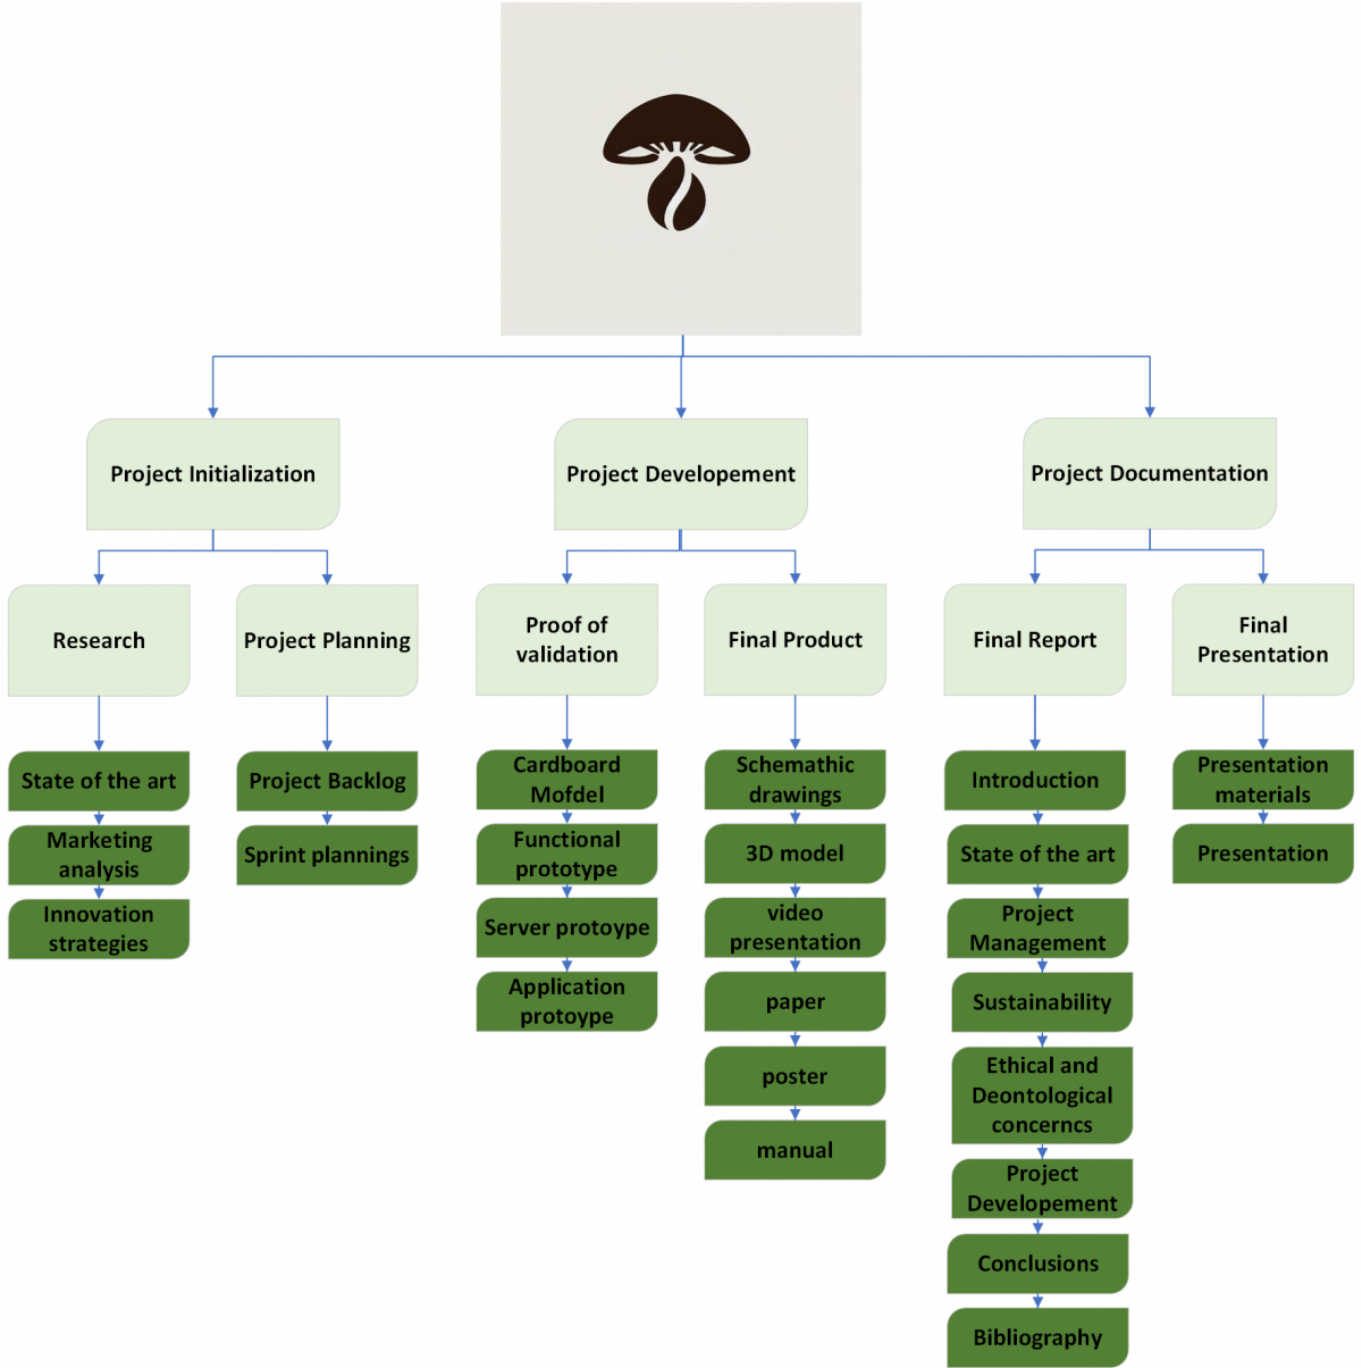 Project Initialization
Project Developement
Project Documentation
Research
Project Planning
Proof of
validation
Final Product
Final Report
Final
Presentation
State of the art
Marketing
analysis
Innovation
strategies
Project Backlog
Sprint plannings
Cardboard
Mofdel
Functional
prototype
Server protoype
Application
protoype
Schemathic
drawings
3D model
video
presentation
paper
poster
manual
Introduction
State of the art
Project
Management
Sustainability
Ethical and
Deontological
concerncs
Project
Developement
Conclusions
Bibliography
Presentation
materials
Presentation